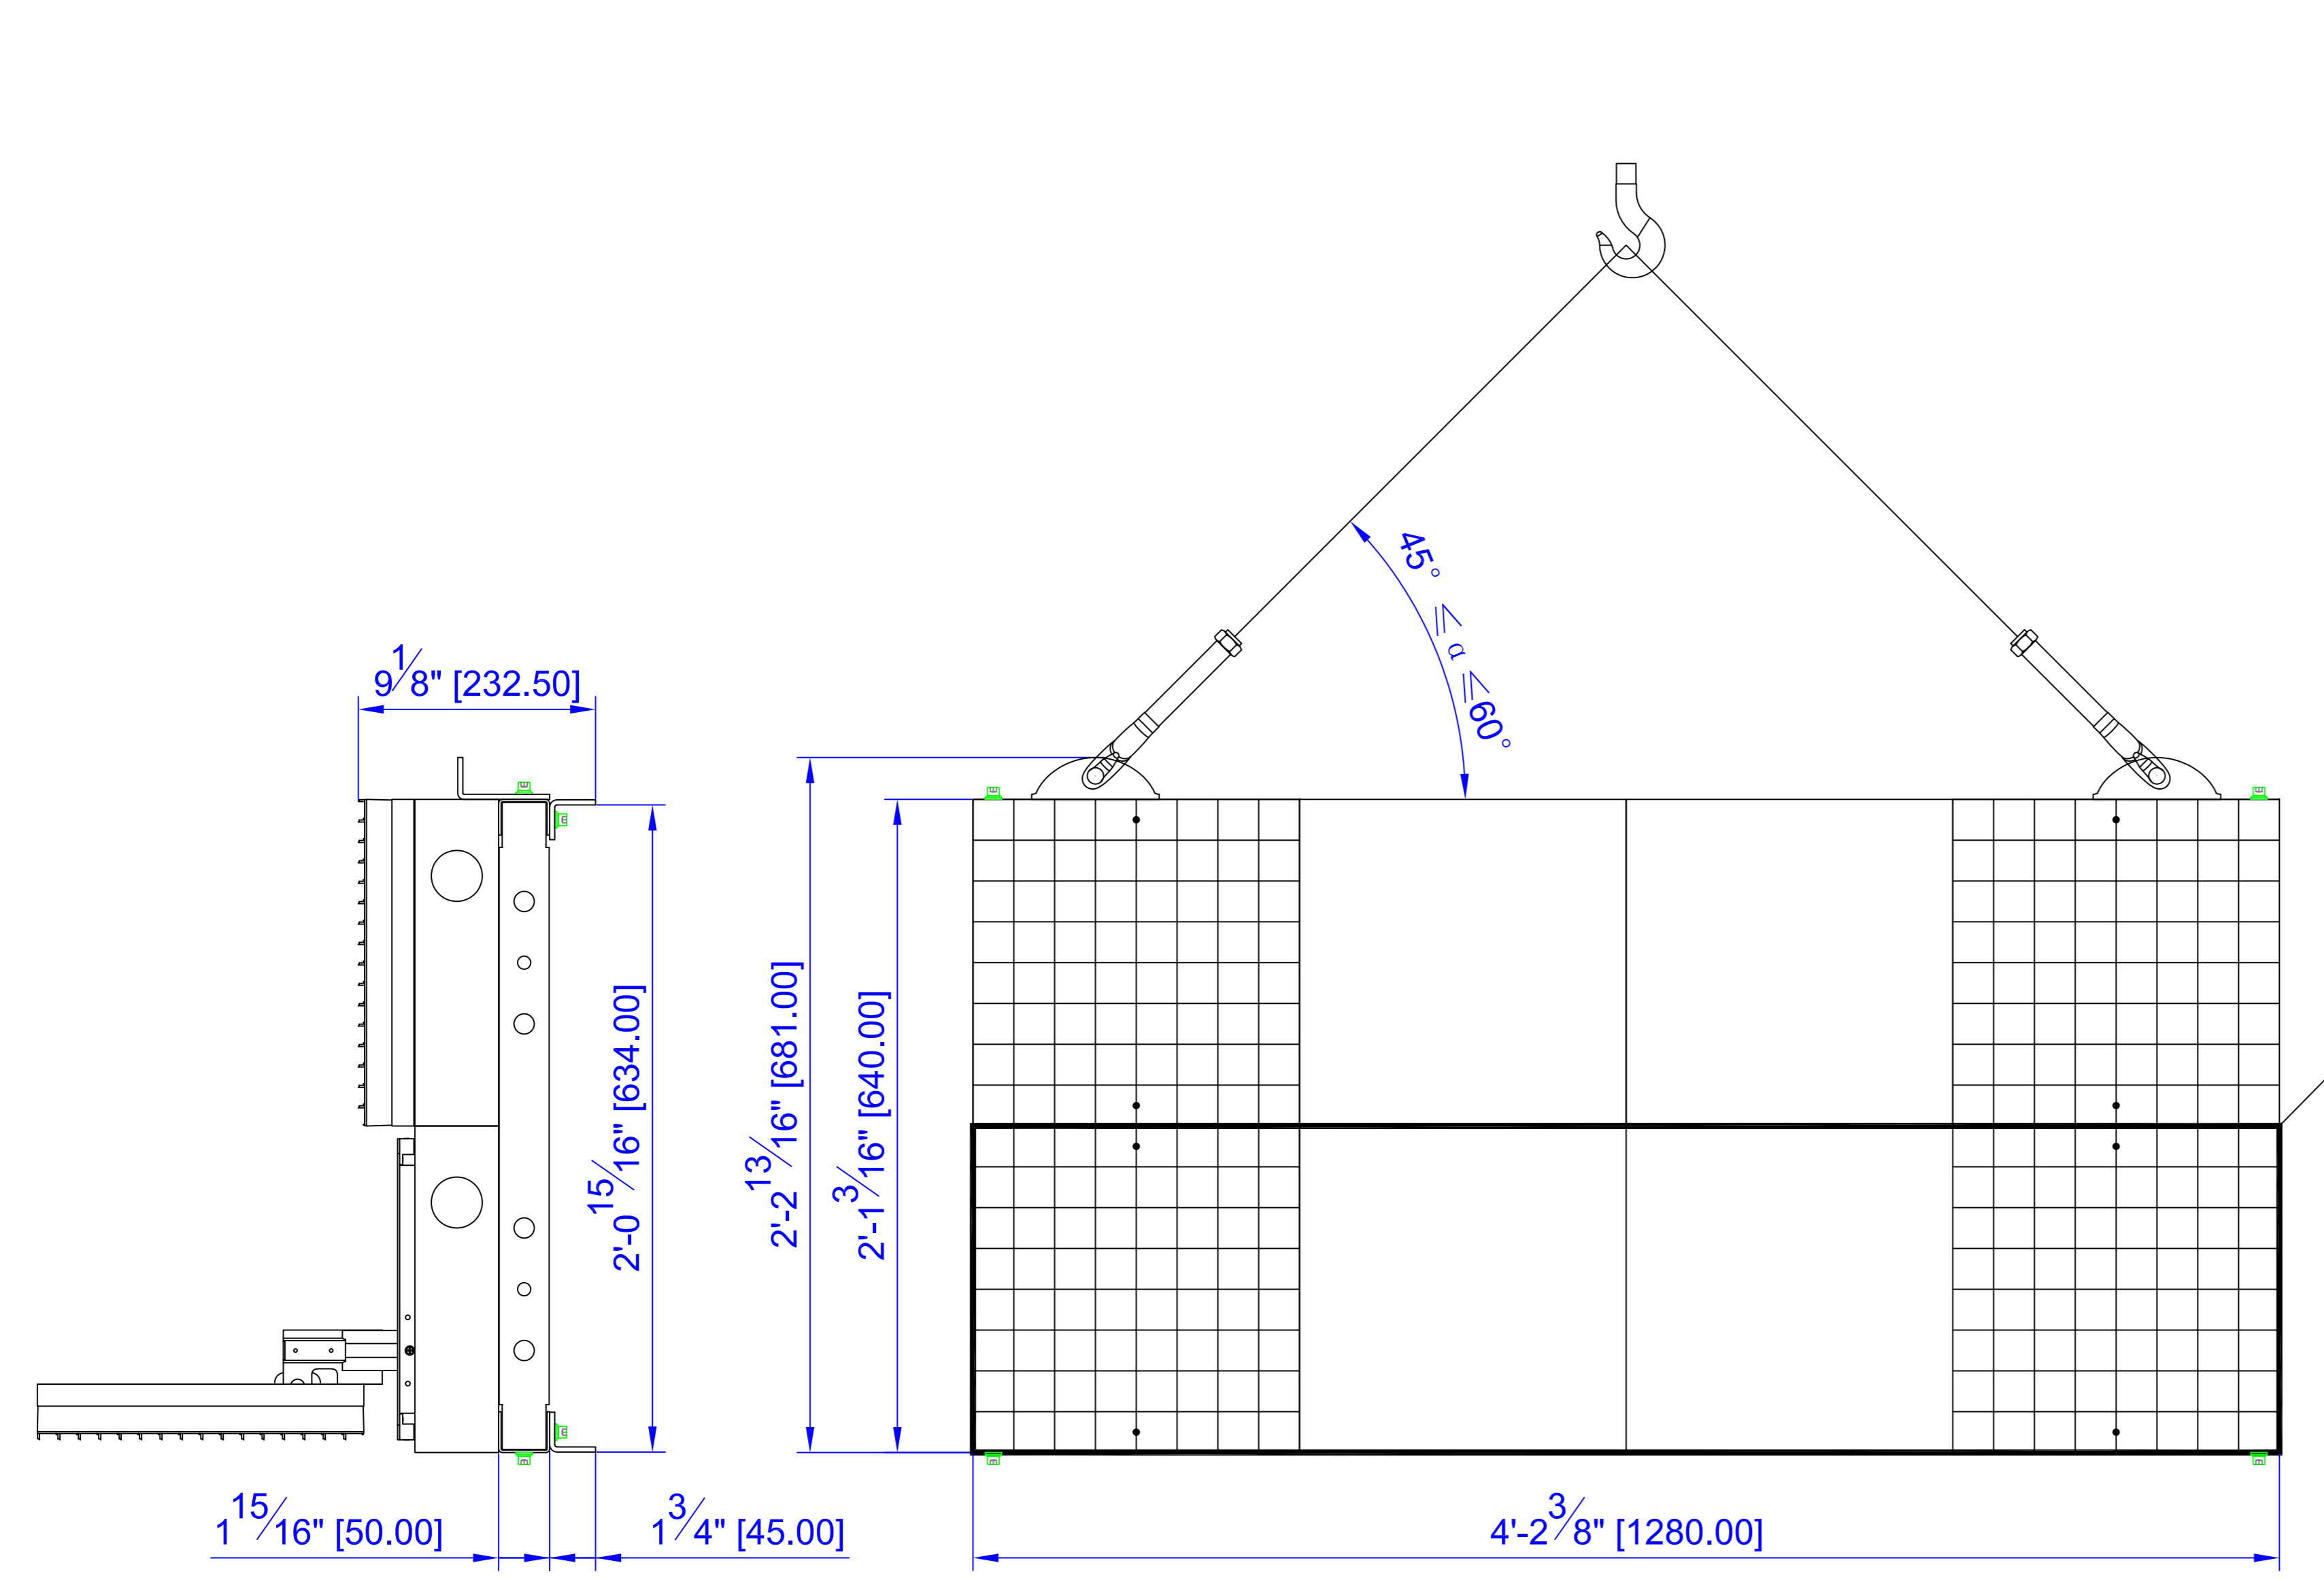 45° ≤ α ≤60°
9 1/8" [232.50]
2'-0 15/16" [634.00]
2'-2 13/16" [681.00]
2'-1 3/16" [640.00]
1 15/16" [50.00]
1 3/4" [45.00]
4'-2 3/8" [1280.00]